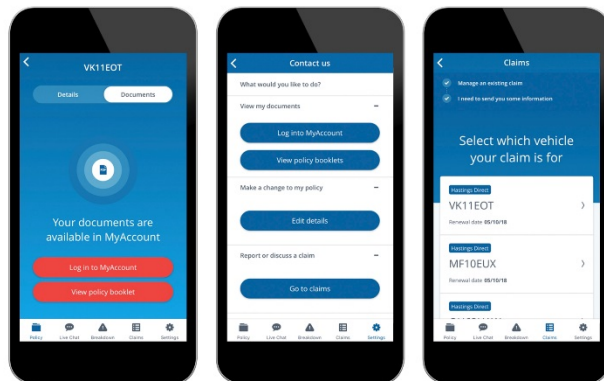 VK11EOT
Details
Documents
Your documents are
available in MyAccount
Log in to MyAccount
View policy booklet
Policy
Live Chat
Breakdown
Claims
Settings
Contact us
What would you like to do?
View my documents
Log into MyAccount
View policy booklets
Make a change to my policy
Edit details
Report or discuss a claim
Go to claims
Policy
Live Chat
Breakdown
Claims
Settings
Claims
Manage an existing claim
I need to send you some information
Select which vehicle
your claim is for
Hastings Direct
VK11EOT
Renewal date 05/10/18
Hastings Direct
MF10EUX
Renewal date 05/10/18
Hastings Direct
Policy
Live Chat
Breakdown
Claims
Settings